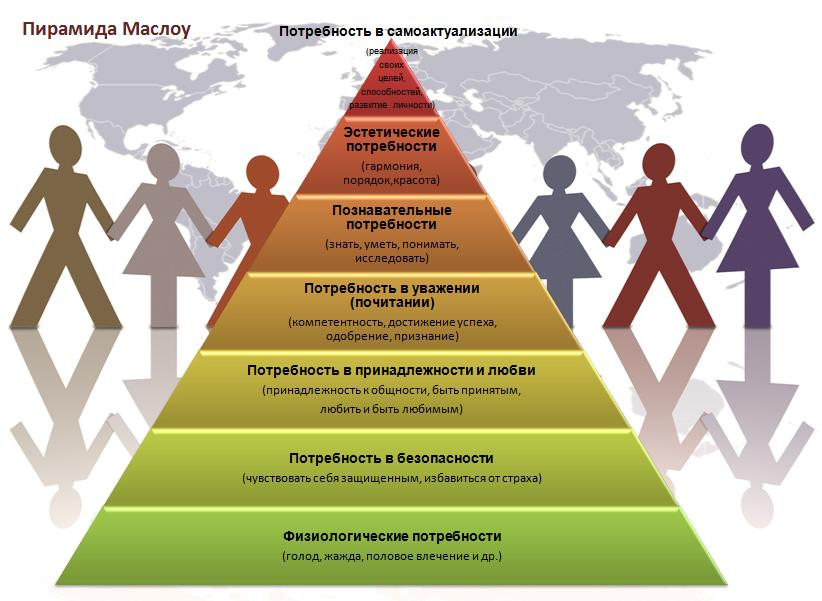 Пирамида Маслоу
Потребность в самоактуализации
(реализация
своих
целей,
способностей,
развитие личности)
Эстетические
потребности
(гармония,
порядок,красота)
Познавательные
потребности
(знать, уметь, понимать,
исследовать)
Потребность в уважении
(почитании)
(компетентность, достижение успеха,
одобрение, признание)
Потребность в принадлежности и любви
(принадлежность к общности, быть принятым,
любить и быть любимым)
Потребность в безопасности
(чувствовать себя защищенным, избавиться от страха)
Физиологические потребности
(голод, жажда, половое влечение и др.)